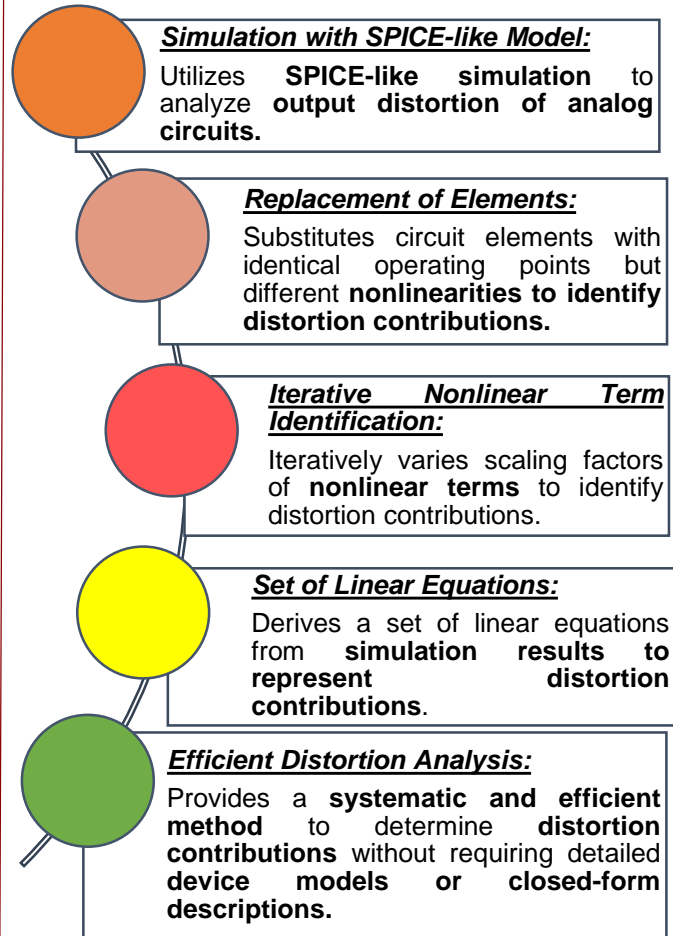 Simulation with SPICE-like Model:
Utilizes SPICE-like simulation to
analyze output distortion of analog
circuits.
Replacement of Elements:
Substitutes circuit elements with
identical operating points but
different nonlinearities to identify
distortion contributions.
Iterative Nonlinear Term
Identification:
Iteratively varies scaling factors
of nonlinear terms to identify
distortion contributions.
Set of Linear Equations:
Derives a set of linear equations
from simulation results to
represent distortion
contributions.
Efficient Distortion Analysis:
Provides a systematic and efficient
method to determine distortion
contributions without requiring detailed
device models or closed-form
descriptions.